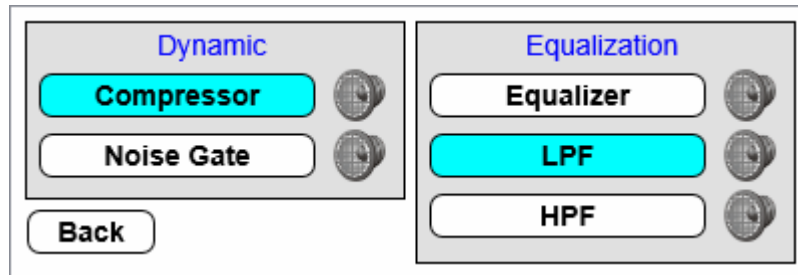 Dynamic
Compressor
Noise Gate
Back
Equalization
Equalizer
LPF
HPF